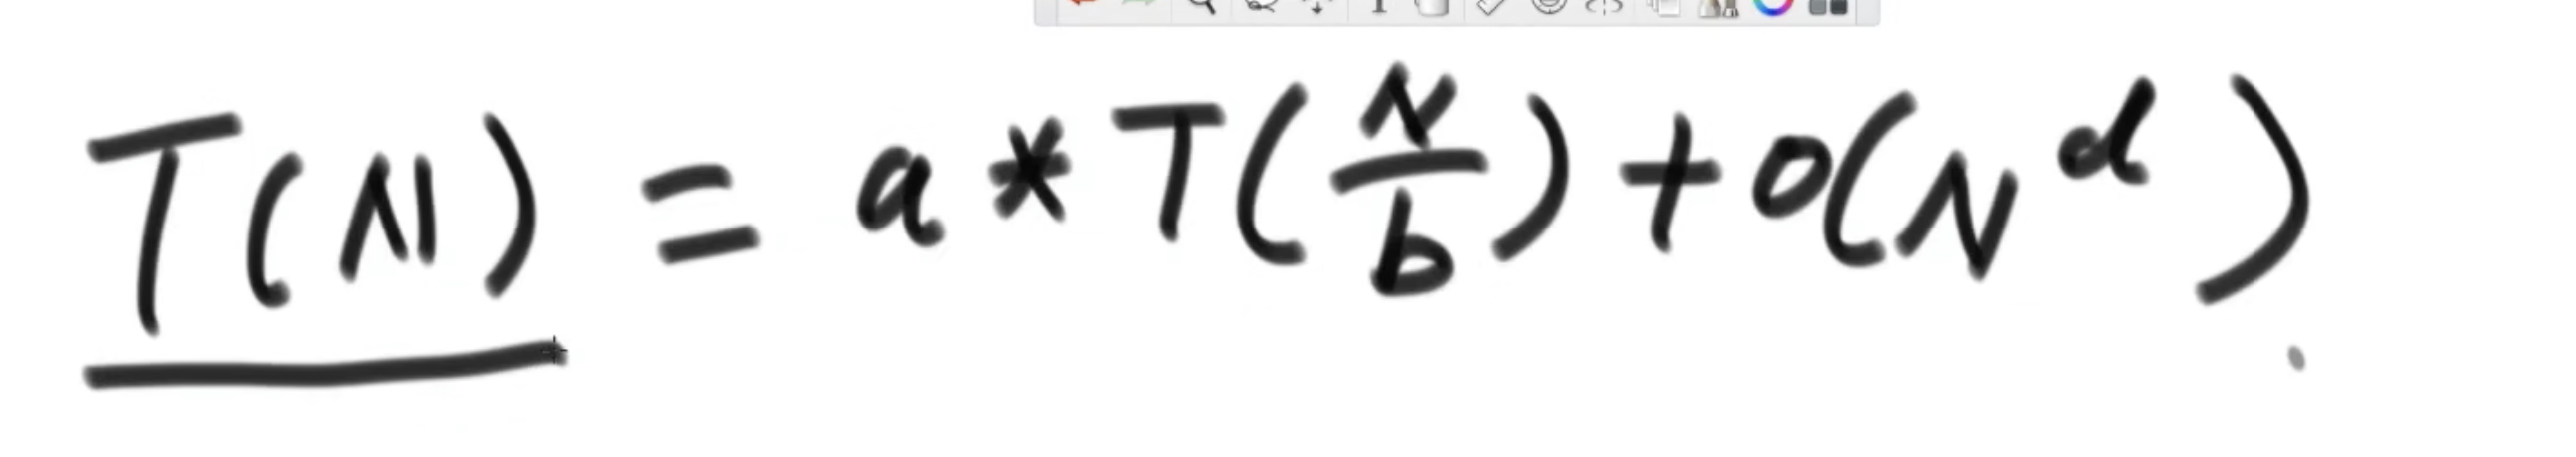 T(N) = a * T(N/b) + O(N^d)